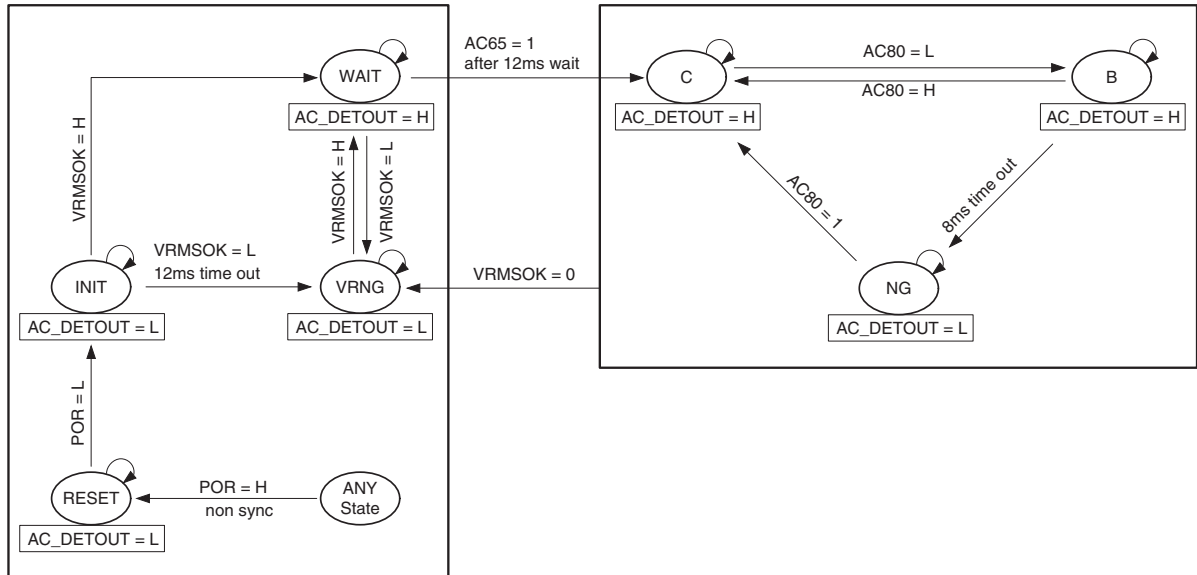 WAIT
AC_DETOUT = H
AC65 = 1
after 12ms wait
C
AC_DETOUT = H
AC80 = L
AC80 = H
B
AC_DETOUT = H
VRMSOK = H
VRMSOK = H
VRMSOK = L
AC80 = 1
8ms time out
INIT
AC_DETOUT = L
VRMSOK = L
12ms time out
VRNG
AC_DETOUT = L
VRMSOK = 0
NG
AC_DETOUT = L
POR = L
RESET
AC_DETOUT = L
POR = H
non sync
ANY
State